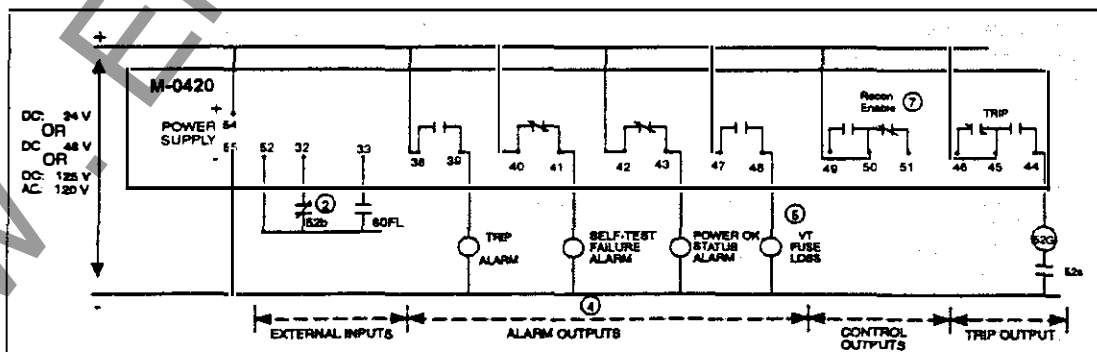 +
M-0420
DC: 24 V
OR
DC 48 V
OR
DC: 125 V
AC: 120 V
+
POWER
SUPPLY
54
55
-
52
32
33
38
39
40
41
42
43
47
48
Recon
Enable
7
49
50
51
TRIP
46
45
44
2
52b
60FL
TRIP
ALARM
SELF-TEST
FAILURE
ALARM
POWER OK
STATUS
ALARM
5
VT
FUSE
LOSS
52a
-
4
EXTERNAL INPUTS
ALARM OUTPUTS
CONTROL
OUTPUTS
TRIP OUTPUT